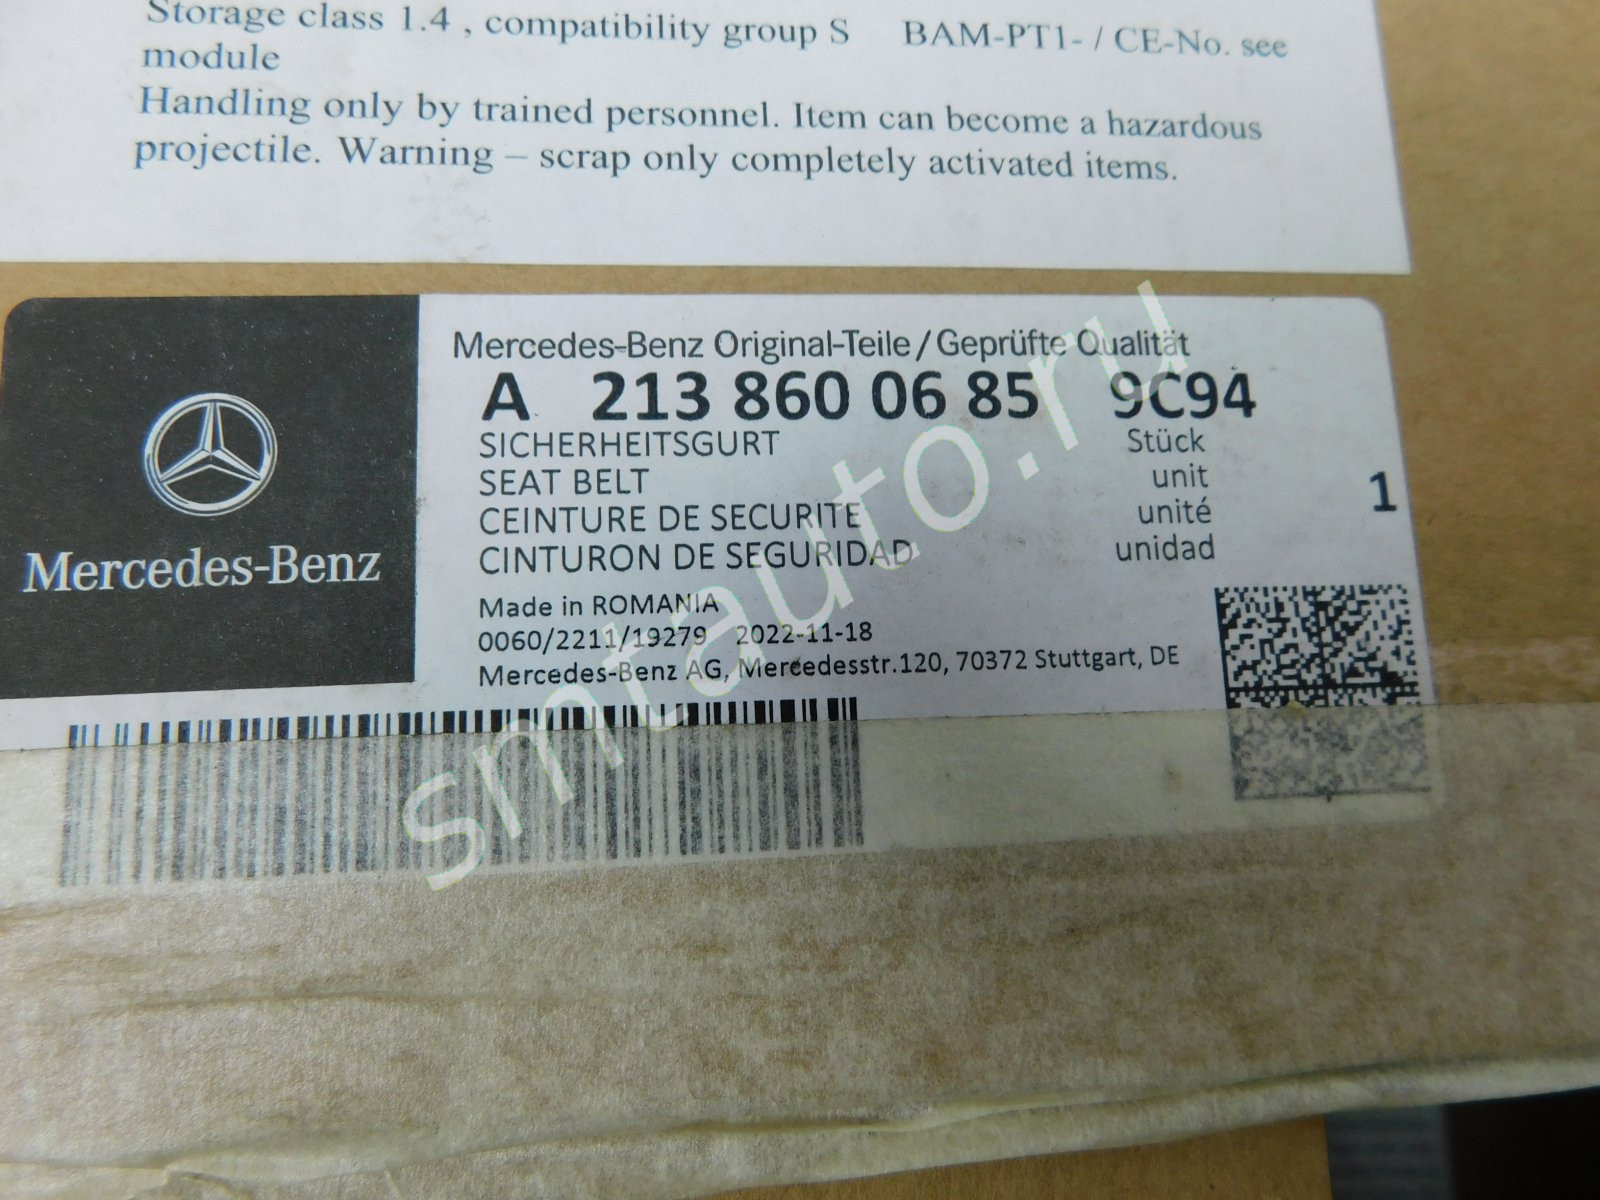 Storage class 1.4 , compatibility group S BAM-PT1- / CE-No. see
module
Handling only by trained personnel. Item can become a hazardous
projectile. Warning – scrap only completely activated items.
Mercedes-Benz
Mercedes-Benz Original-Teile / Geprüfte Qualität
A 213 860 06 85 9C94
SICHERHEITSGURT Stück
SEAT BELT unit
CEINTURE DE SECURITE unité
CINTURON DE SEGURIDAD unidad
1
Made in ROMANIA
0060/2211/19279 2022-11-18
Mercedes-Benz AG, Mercedesstr.120, 70372 Stuttgart, DE
smtauto.ru